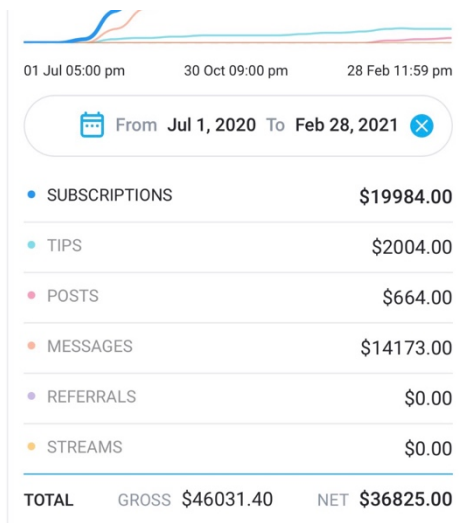 01 Jul 05:00 pm 30 Oct 09:00 pm 28 Feb 11:59 pm
From Jul 1, 2020 To Feb 28, 2021
SUBSCRIPTIONS $19984.00
TIPS $2004.00
POSTS $664.00
MESSAGES $14173.00
REFERRALS $0.00
STREAMS $0.00
TOTAL GROSS $46031.40 NET $36825.00